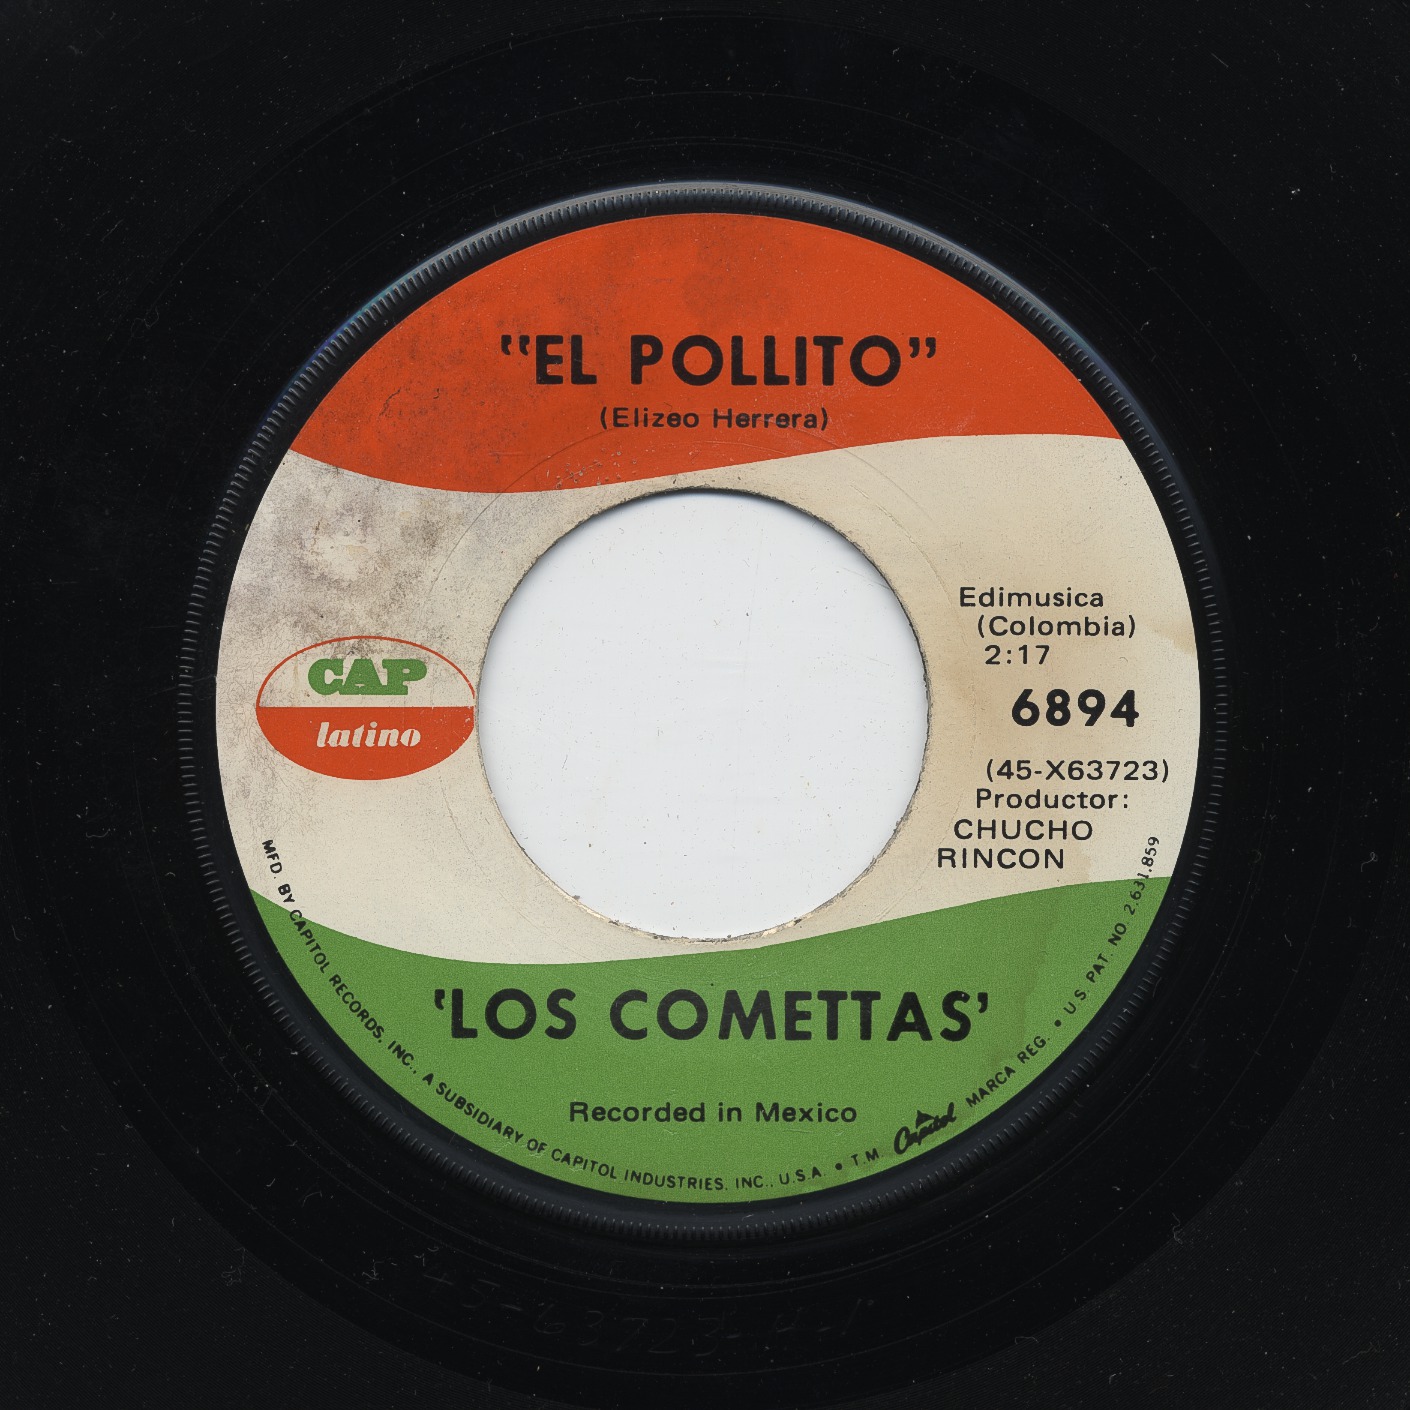 "EL POLLITO"
(Elizeo Herrera)
Edimusica
(Colombia)
2:17
6894
(45-X63723)
Productor:
CHUCHO
RINCON
CAP
latino
'LOS COMETTAS'
Recorded in Mexico
MFD. BY CAPITOL RECORDS, INC., A SUBSIDIARY OF CAPITOL INDUSTRIES, INC., U.S.A. • T.M. Capitol MARCA REG. • U.S. PAT. NO. 2.631.859